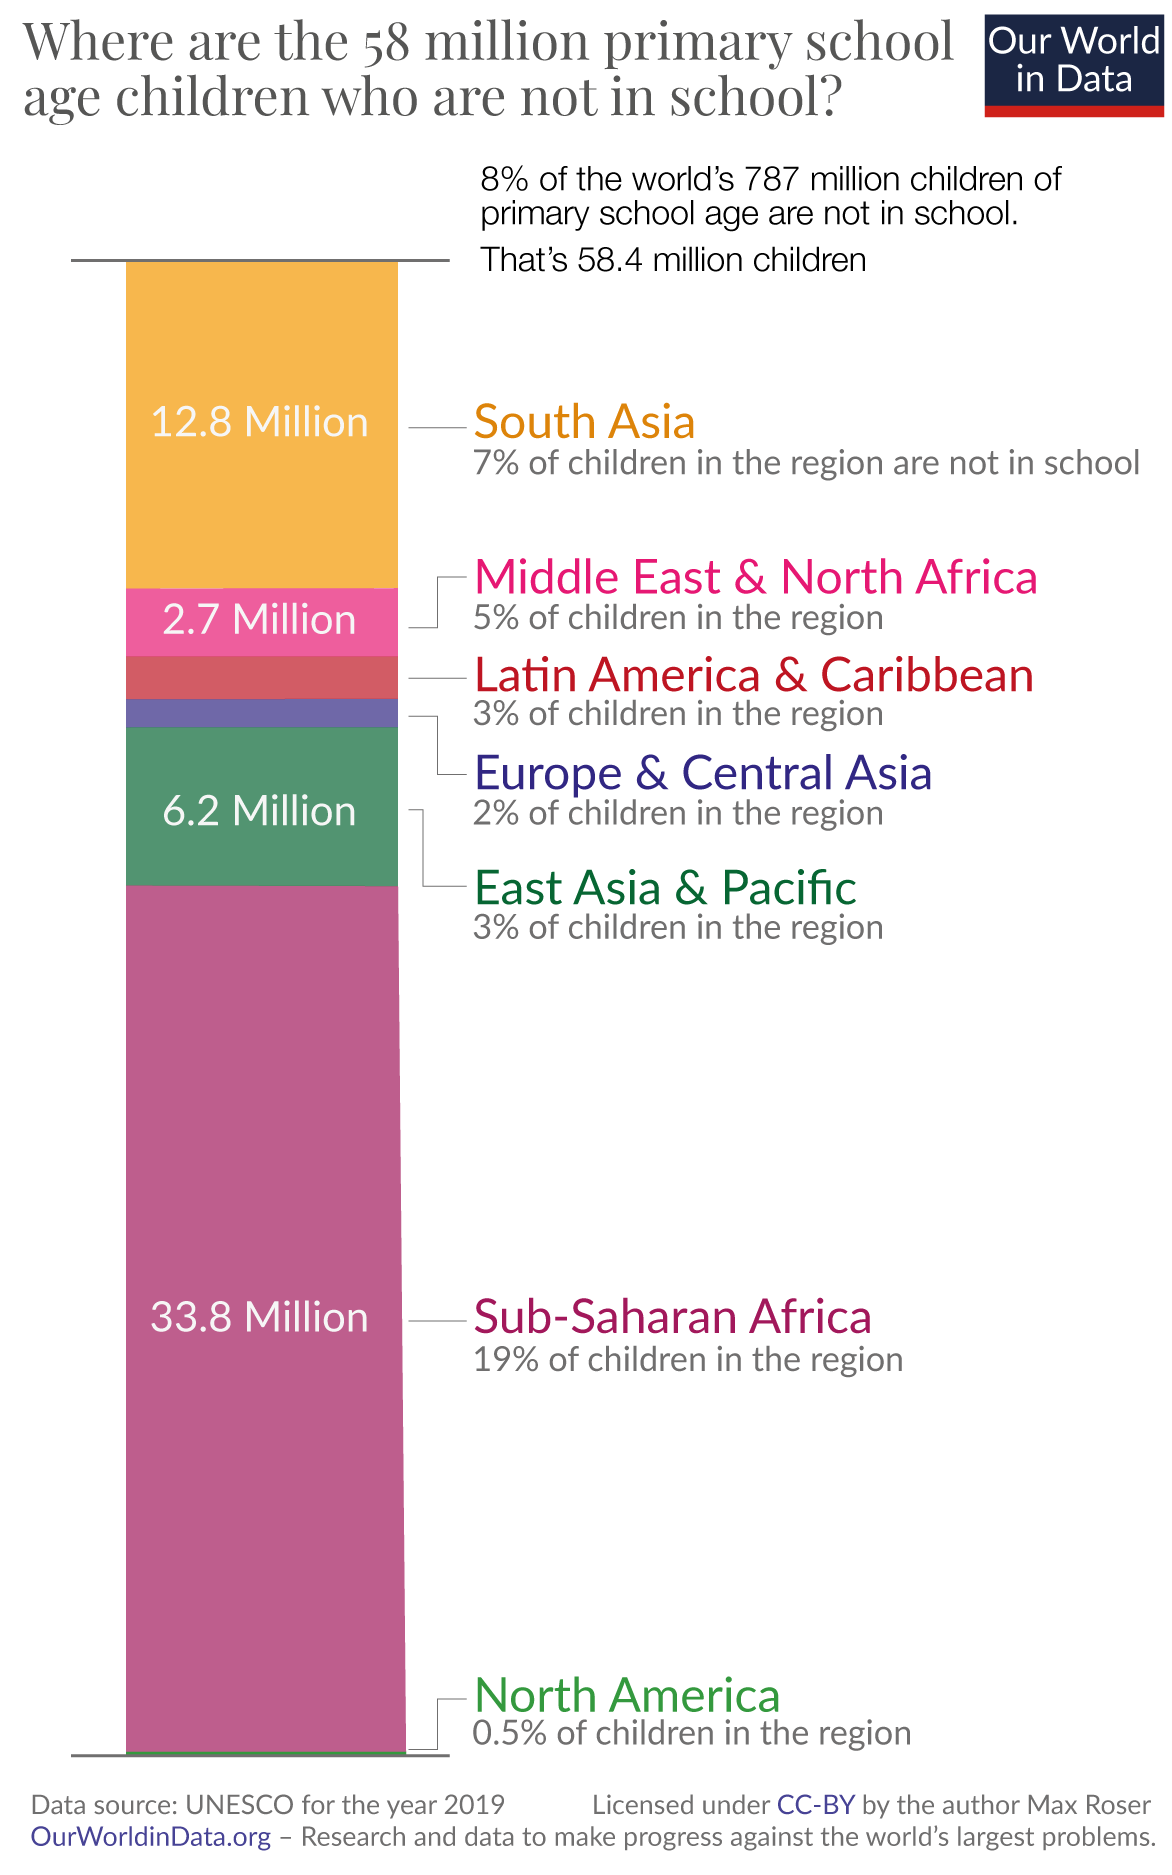 Where are the 58 million primary school
age children who are not in school?
Our World
in Data
8% of the world's 787 million children of
primary school age are not in school.
That's 58.4 million children
12.8 Million
South Asia
7% of children in the region are not in school
Middle East & North Africa
2.7 Million
5% of children in the region
Latin America & Caribbean
3% of children in the region
Europe & Central Asia
6.2 Million
2% of children in the region
East Asia & Pacific
3% of children in the region
33.8 Million
Sub-Saharan Africa
19% of children in the region
North America
0.5% of children in the region
Data source: UNESCO for the year 2019
Licensed under CC-BY by the author Max Roser
OurWorldinData.org – Research and data to make progress against the world's largest problems.